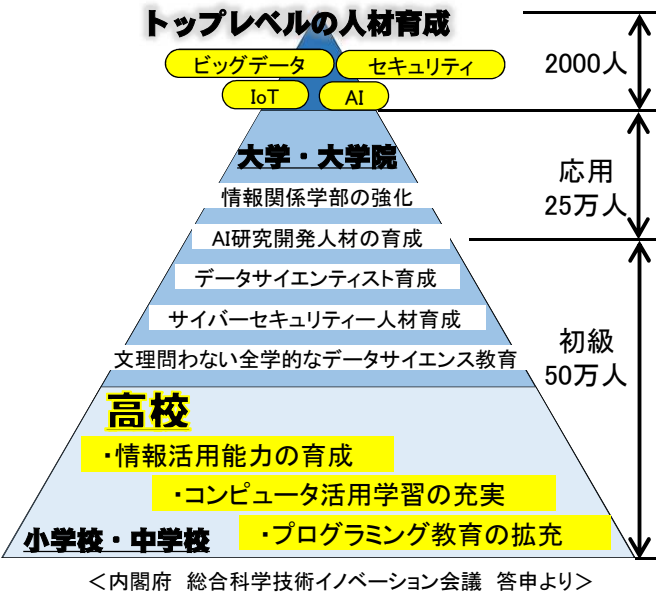 トップレベルの人材育成
ビッグデータ
セキュリティ
2000人
IoT
AI
大学・大学院
応用
25万人
情報関係学部の強化
AI研究開発人材の育成
データサイエンティスト育成
サイバーセキュリティー人材育成
初級
50万人
文理問わない全学的なデータサイエンス教育
高校
・情報活用能力の育成
・コンピュータ活用学習の充実
・プログラミング教育の拡充
小学校・中学校
＜内閣府 総合科学技術イノベーション会議 答申より＞